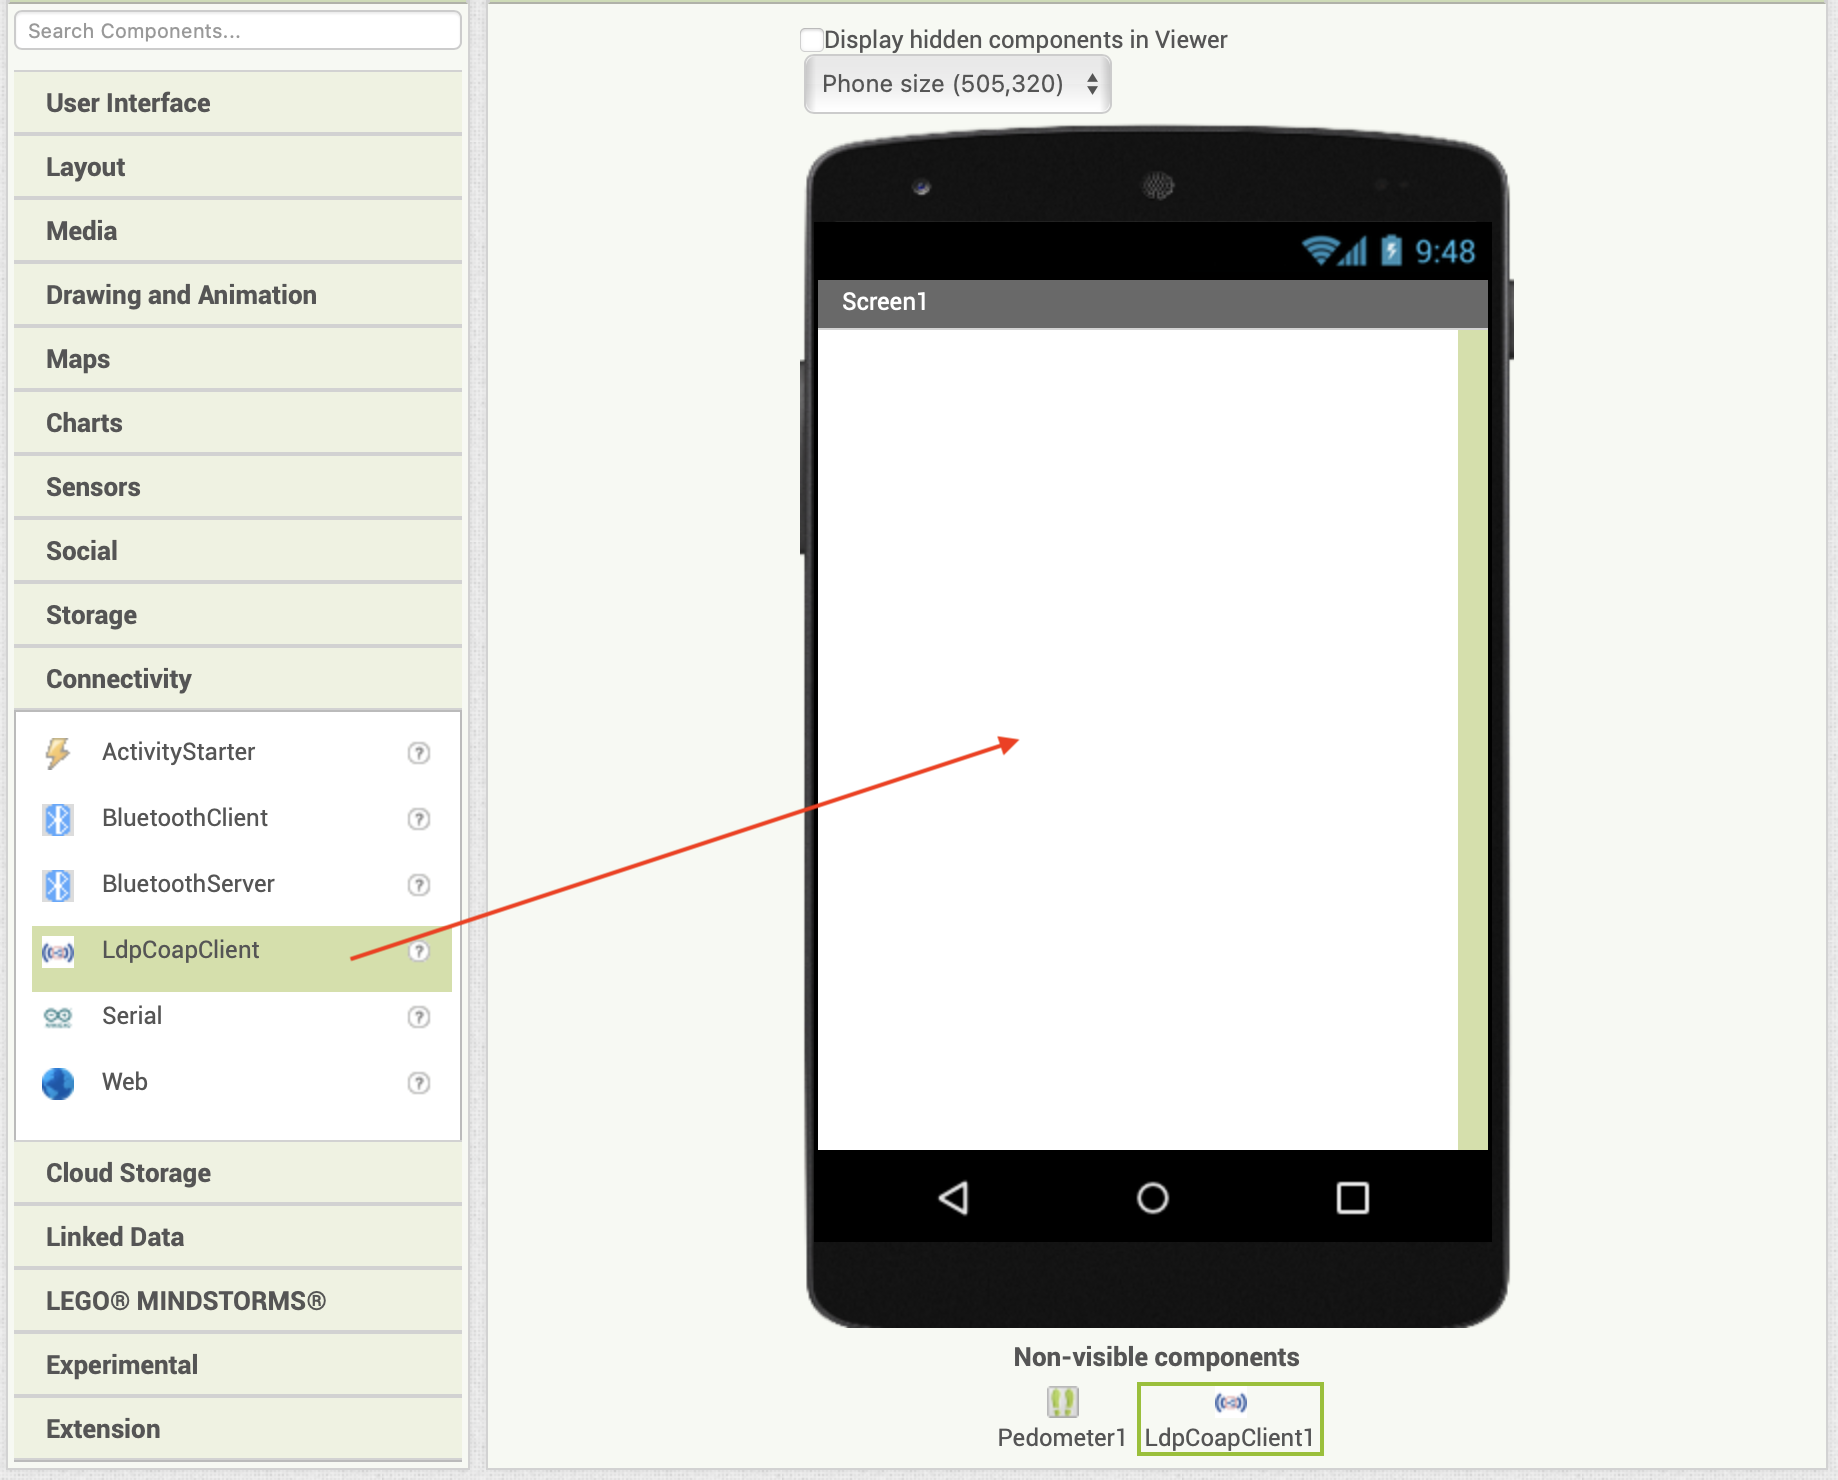 Search Components...
User Interface
Layout
Media
Drawing and Animation
Maps
Charts
Sensors
Social
Storage
Connectivity
ActivityStarter ?
BluetoothClient ?
BluetoothServer ?
LdpCoapClient ?
Serial ?
Web ?
Cloud Storage
Linked Data
LEGO® MINDSTORMS®
Experimental
Extension
Display hidden components in Viewer
Phone size (505,320)
9:48
Screen1
Non-visible components
Pedometer1
LdpCoapClient1